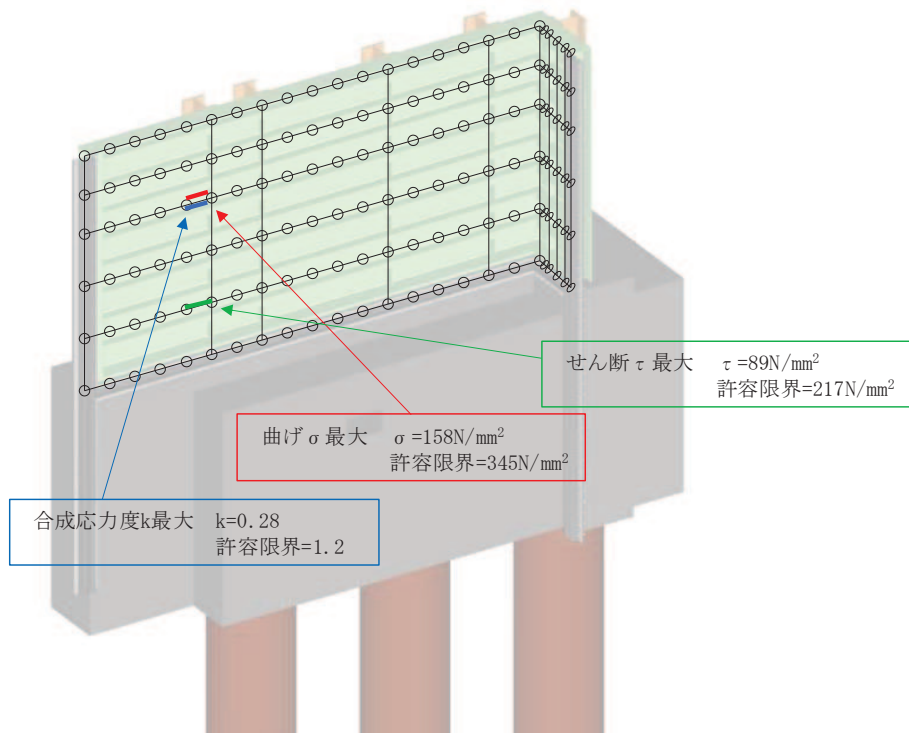 せん断τ最大 τ=89N/mm²
許容限界=217N/mm²
曲げσ最大 σ=158N/mm²
許容限界=345N/mm²
合成応力度k最大 k=0.28
許容限界=1.2